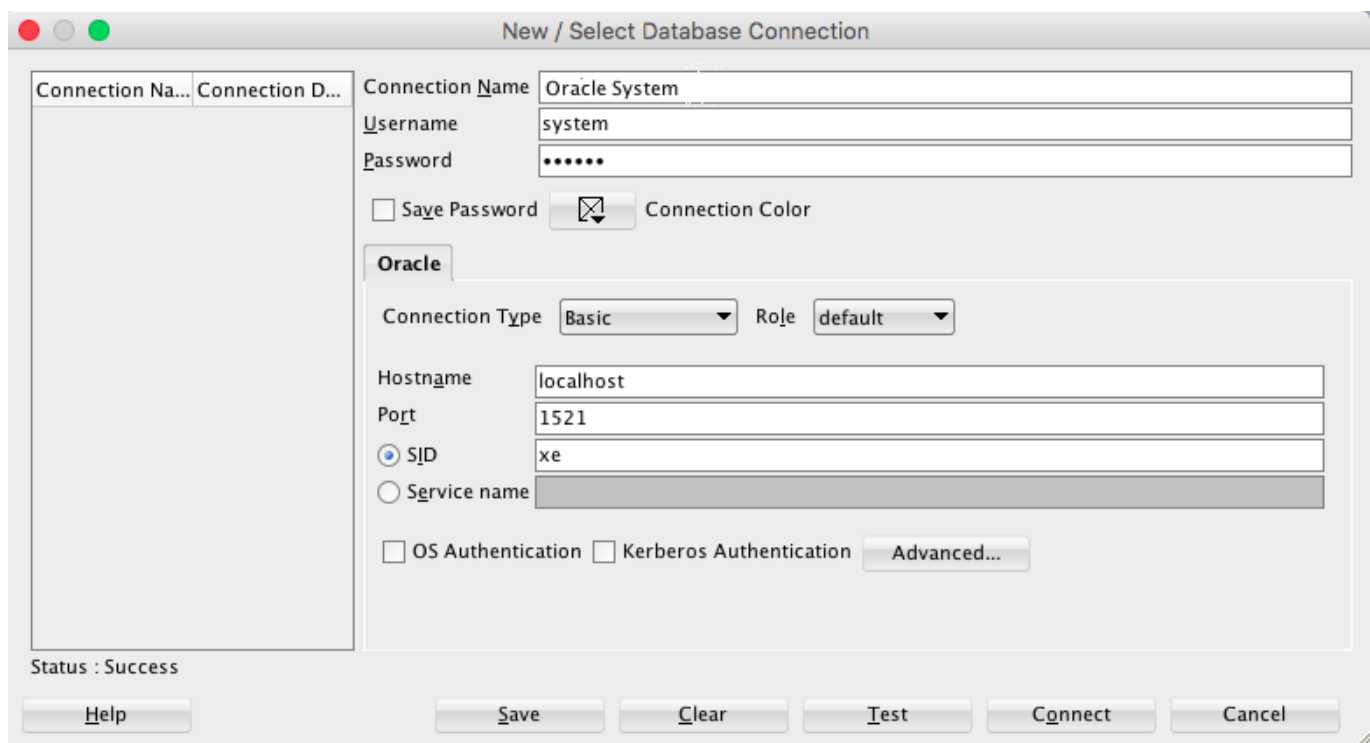 New / Select Database Connection
Connection Na... Connection D...
Connection Name Oracle System
Username system
Password ••••••
Save Password Connection Color
Oracle
Connection Type Basic Role default
Hostname localhost
Port 1521
SID xe
Service name
OS Authentication Kerberos Authentication Advanced...
Status : Success
Help Save Clear Test Connect Cancel